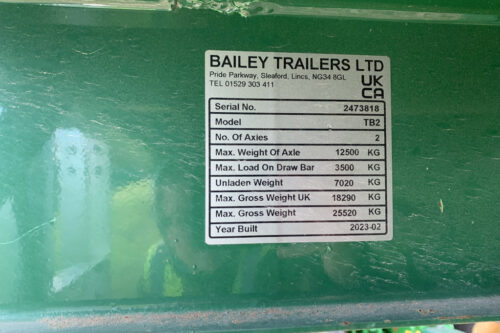 BAILEY TRAILERS LTD
Pride Parkway, Sleaford, Lincs, NG34 8GL
TEL 01529 303 411
UK
CA
Serial No. 2473818
Model TB2
No. Of Axies 2
Max. Weight Of Axle 12500 KG
Max. Load On Draw Bar 3500 KG
Unladen Weight 7020 KG
Max. Gross Weight UK 18290 KG
Max. Gross Weight 25520 KG
Year Built 2023-02